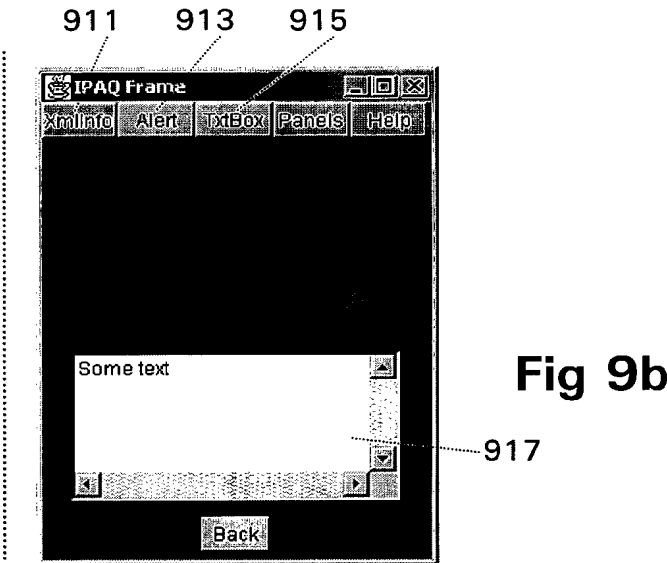 911 913 915
IPAQ Frame
XmlInfo Alert TxtBox Panels Help
Some text
Fig 9b
917
Back